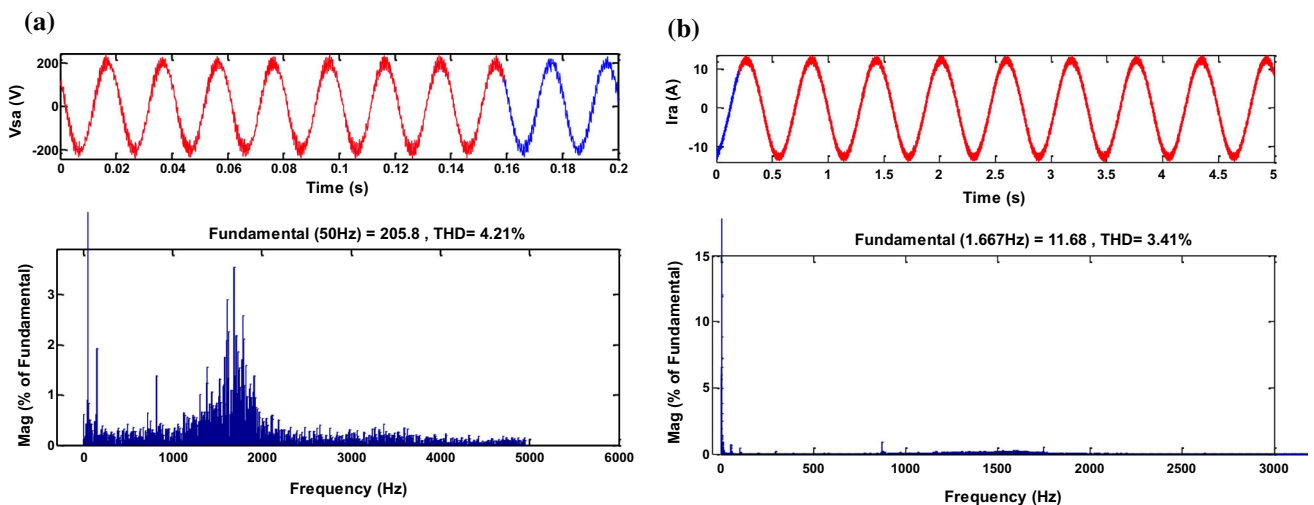 (a)
Vsa (V)
200
0
-200
0 0.02 0.04 0.06 0.08 0.1 0.12 0.14 0.16 0.18 0.2
Time (s)
Fundamental (50Hz) = 205.8 , THD= 4.21%
Mag (% of Fundamental)
3
2
1
0
0 1000 2000 3000 4000 5000 6000
Frequency (Hz)
(b)
Ira (A)
10
0
-10
0 0.5 1 1.5 2 2.5 3 3.5 4 4.5 5
Time (s)
Fundamental (1.667Hz) = 11.68 , THD= 3.41%
Mag (% of Fundamental)
15
10
5
0
0 500 1000 1500 2000 2500 3000
Frequency (Hz)